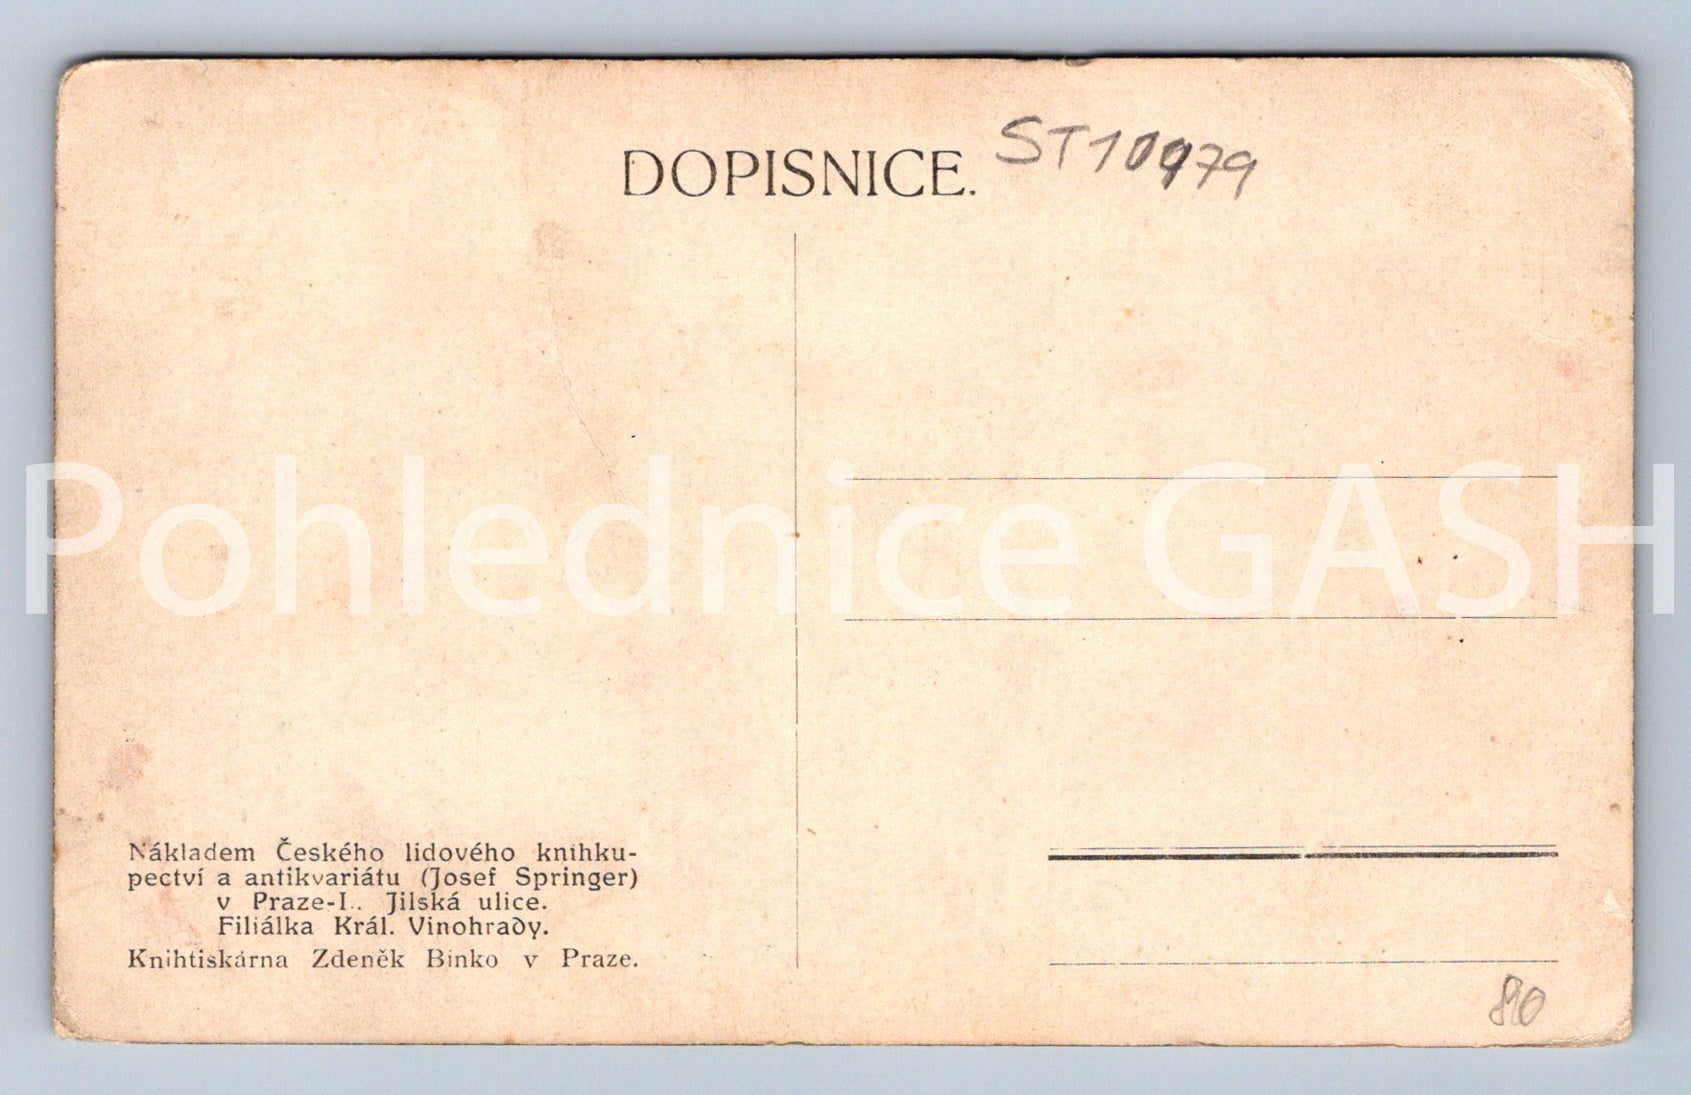 DOPISNICE.
ST10979
Pohlednice GASH
Nákladem Českého lidového knihku-
pectví a antikvariátu (Josef Springer)
v Praze-I., Jilská ulice.
Filiálka Král. Vinohrady.
Knihtiskárna Zdeněk Binko v Praze.